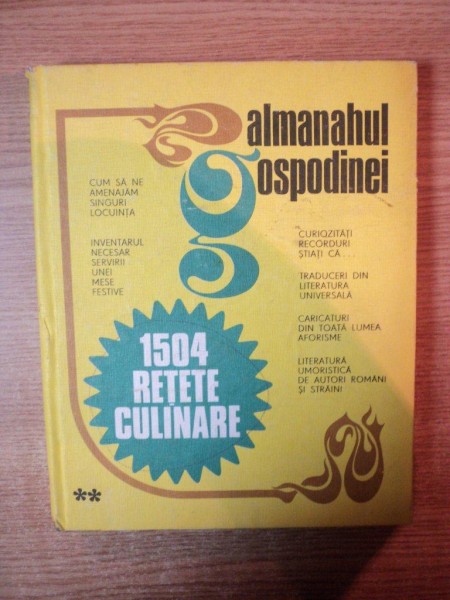 almanahul
gospodinei
CUM SĂ NE
AMENAJĂM
SINGURI
LOCUINȚA
INVENTARUL
NECESAR
SERVIRII
UNEI
MESE
FESTIVE
CURIOZITĂȚI
RECORDURI
ȘTIAȚI CĂ...
TRADUCERI DIN
LITERATURA
UNIVERSALĂ
CARICATURI
DIN TOATĂ LUMEA
AFORISME
LITERATURĂ
UMORISTICĂ
DE AUTORI ROMÂNI
ȘI STRĂINI
1504
REȚETE
CULINARE
**